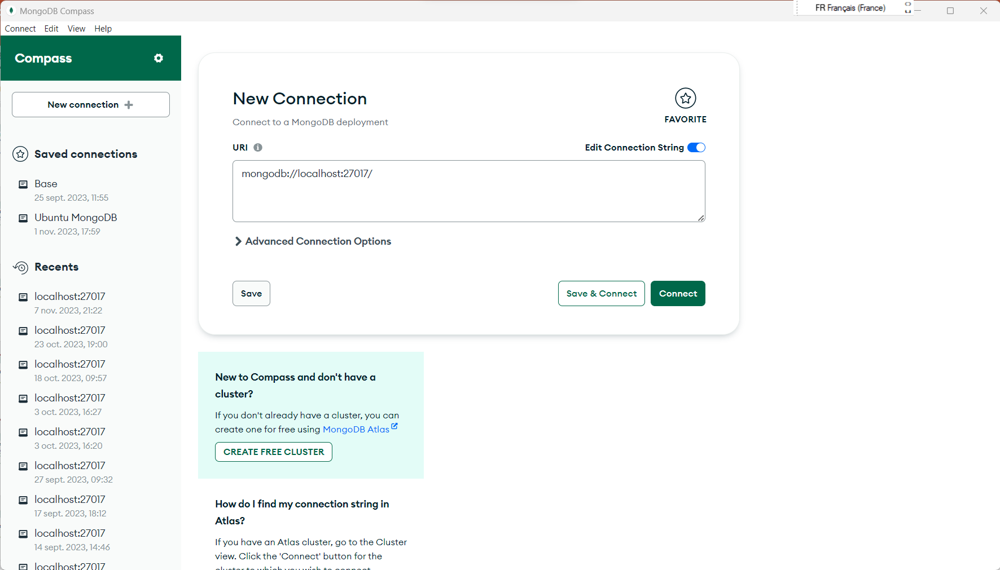 MongoDB Compass
FR Français (France)
Connect Edit View Help
Compass
New connection
Saved connections
Base
25 sept. 2023, 11:55
Ubuntu MongoDB
1 nov. 2023, 17:59
Recents
localhost:27017
7 nov. 2023, 21:22
localhost:27017
23 oct. 2023, 19:00
localhost:27017
18 oct. 2023, 09:57
localhost:27017
3 oct. 2023, 16:27
localhost:27017
3 oct. 2023, 16:20
localhost:27017
27 sept. 2023, 09:32
localhost:27017
17 sept. 2023, 18:12
localhost:27017
14 sept. 2023, 14:46
localhost:27017
New Connection
Connect to a MongoDB deployment
FAVORITE
URI
Edit Connection String
mongodb://localhost:27017/
Advanced Connection Options
Save
Save & Connect
Connect
New to Compass and don't have a
cluster?
If you don't already have a cluster, you can
create one for free using MongoDB Atlas
CREATE FREE CLUSTER
How do I find my connection string in
Atlas?
If you have an Atlas cluster, go to the Cluster
view. Click the 'Connect' button for the
cluster to which you wish to connect.